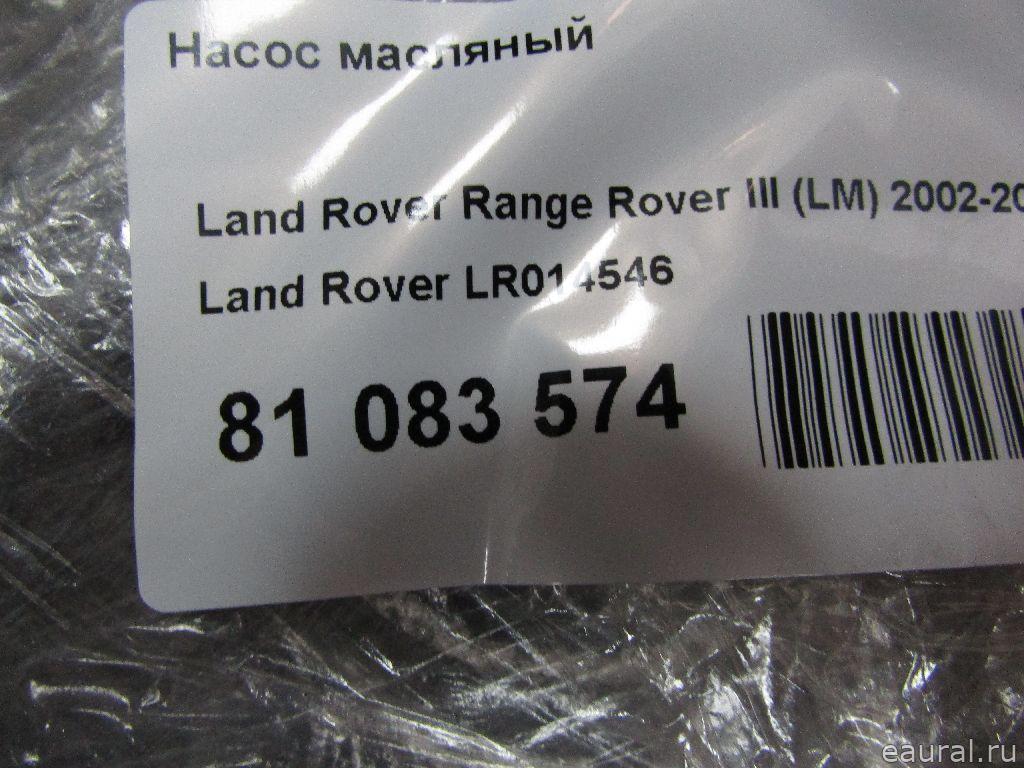 Насос масляный
Land Rover Range Rover III (LM) 2002-20
Land Rover LR014546
81 083 574
eaural.ru